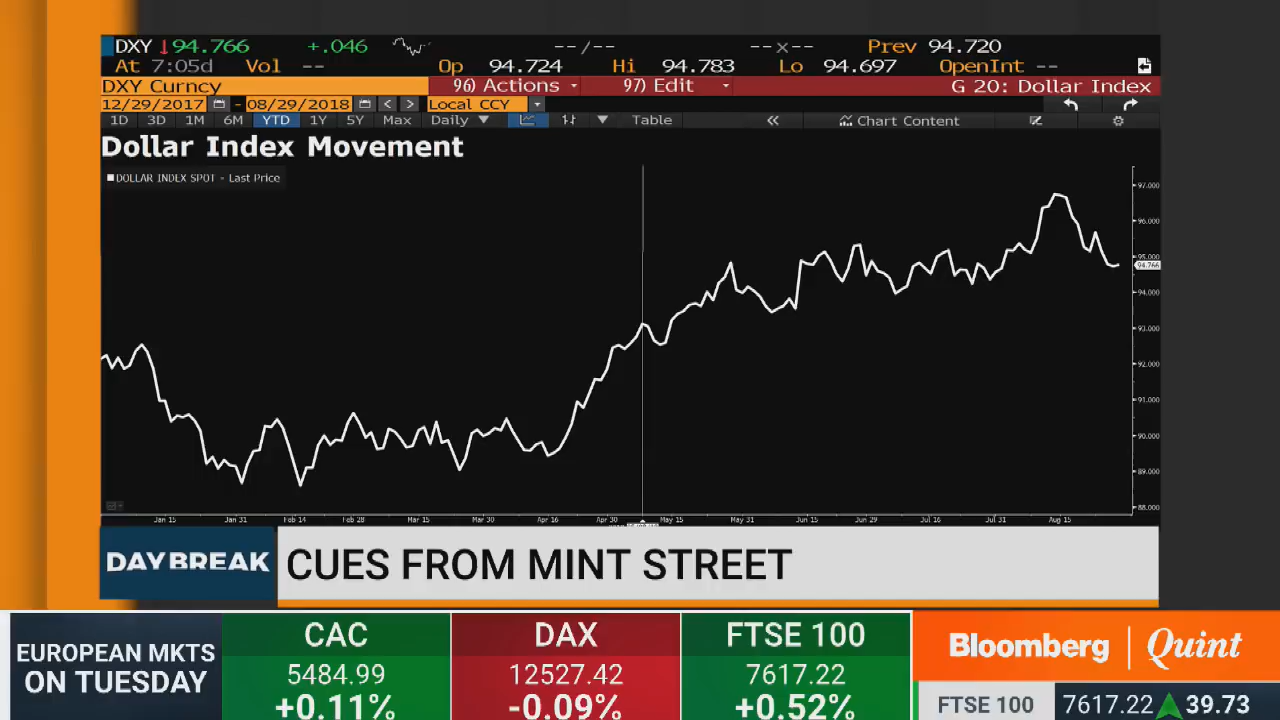 DXY ↓94.766 +.046 --/-- --x-- Prev 94.720
At 7:05d Vol -- Op 94.724 Hi 94.783 Lo 94.697 OpenInt --
DXY Curncy 96) Actions 97) Edit G 20: Dollar Index
12/29/2017 - 08/29/2018 < > Local CCY
1D 3D 1M 6M YTD 1Y 5Y Max Daily ▼ ▼ Table « Chart Content
Dollar Index Movement
DOLLAR INDEX SPOT - Last Price
97.000
96.000
95.000
94.766
94.000
93.000
92.000
91.000
90.000
89.000
88.000
Jan 15 Jan 31 Feb 14 Feb 28 Mar 15 Mar 30 Apr 16 Apr 30 May 15 May 31 Jun 15 Jun 29 Jul 16 Jul 31 Aug 15
DAYBREAK
CUES FROM MINT STREET
EUROPEAN MKTS
ON TUESDAY
CAC
5484.99
+0.11%
DAX
12527.42
-0.09%
FTSE 100
7617.22
+0.52%
Bloomberg | Quint
FTSE 100 7617.22 ▲ 39.73